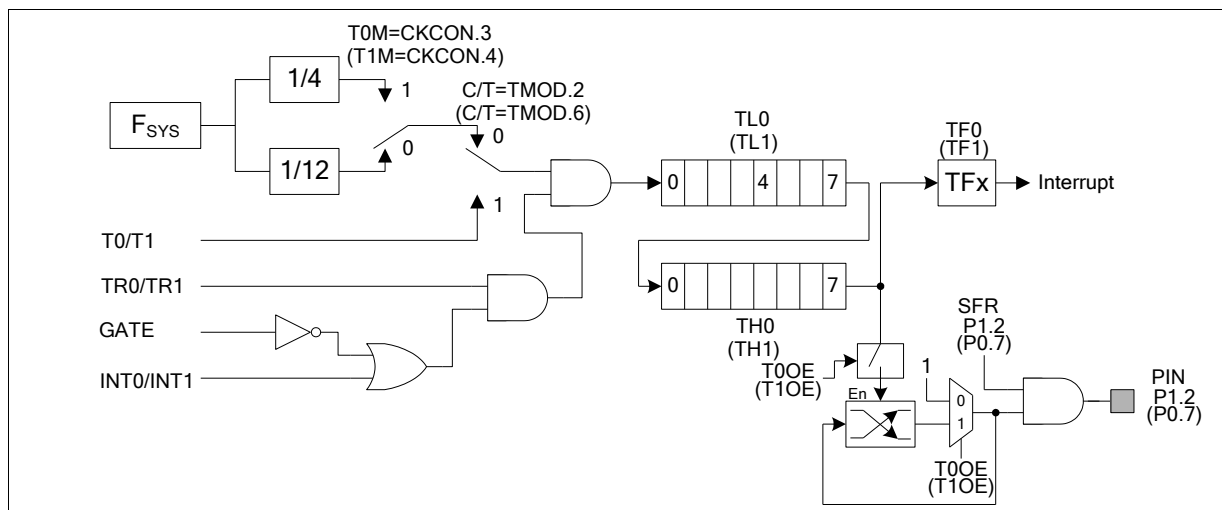 T0M=CKCON.3
(T1M=CKCON.4)
1/4
1
C/T=TMOD.2
(C/T=TMOD.6)
FSYS
0
0
1/12
1
TL0
(TL1)
0 4 7
TF0
(TF1)
TFx
Interrupt
T0/T1
TR0/TR1
0 7
TH0
(TH1)
GATE
INT0/INT1
T0OE
(T1OE)
En
1
0
1
T0OE
(T1OE)
SFR
P1.2
(P0.7)
PIN
P1.2
(P0.7)